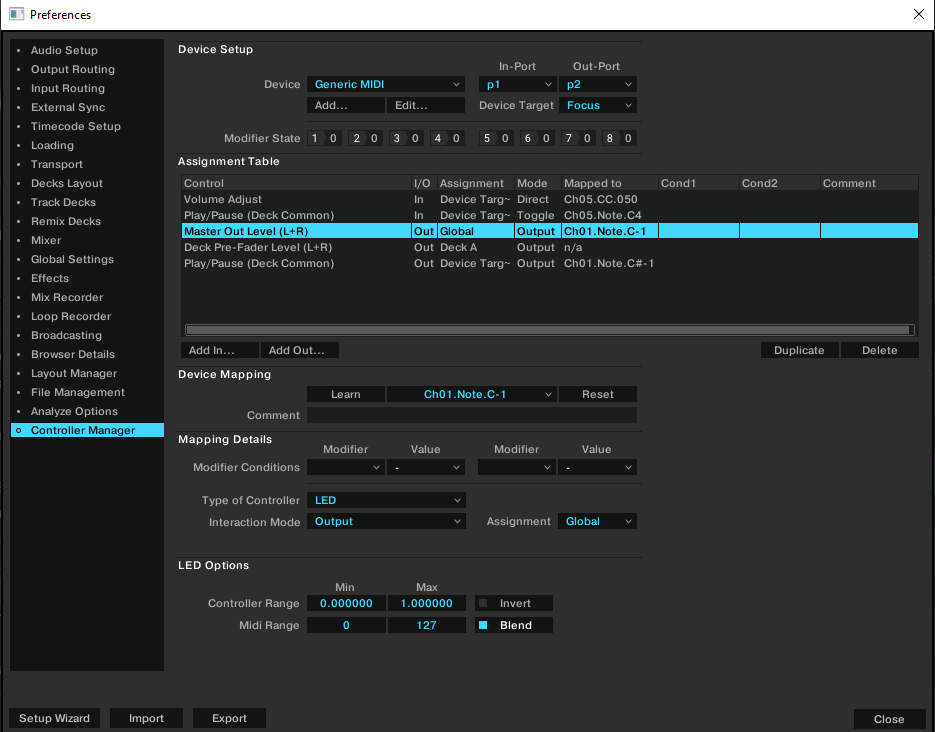 Preferences
Audio Setup
Output Routing
Input Routing
External Sync
Timecode Setup
Loading
Transport
Decks Layout
Track Decks
Remix Decks
Mixer
Global Settings
Effects
Mix Recorder
Loop Recorder
Broadcasting
Browser Details
Layout Manager
File Management
Analyze Options
Controller Manager
Device Setup
In-Port Out-Port
Device Generic MIDI p1 p2
Add... Edit... Device Target Focus
Modifier State 1 0 2 0 3 0 4 0 5 0 6 0 7 0 8 0
Assignment Table
Control I/O Assignment Mode Mapped to Cond1 Cond2 Comment
Volume Adjust In Device Targ~ Direct Ch05.CC.050
Play/Pause (Deck Common) In Device Targ~ Toggle Ch05.Note.C4
Master Out Level (L+R) Out Global Output Ch01.Note.C-1
Deck Pre-Fader Level (L+R) Out Deck A Output n/a
Play/Pause (Deck Common) Out Device Targ~ Output Ch01.Note.C#-1
Add In... Add Out... Duplicate Delete
Device Mapping
Learn Ch01.Note.C-1 Reset
Comment
Mapping Details
Modifier Value Modifier Value
Modifier Conditions - -
Type of Controller LED
Interaction Mode Output Assignment Global
LED Options
Min Max
Controller Range 0.000000 1.000000 Invert
Midi Range 0 127 Blend
Setup Wizard Import Export Close